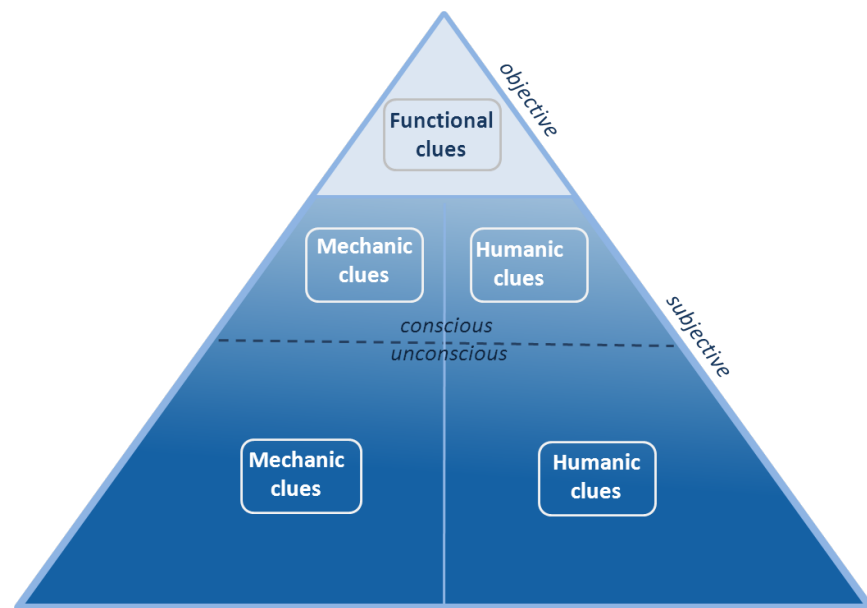 objective
Functional
clues
Mechanic
clues
Humanic
clues
subjective
conscious
unconscious
Mechanic
clues
Humanic
clues